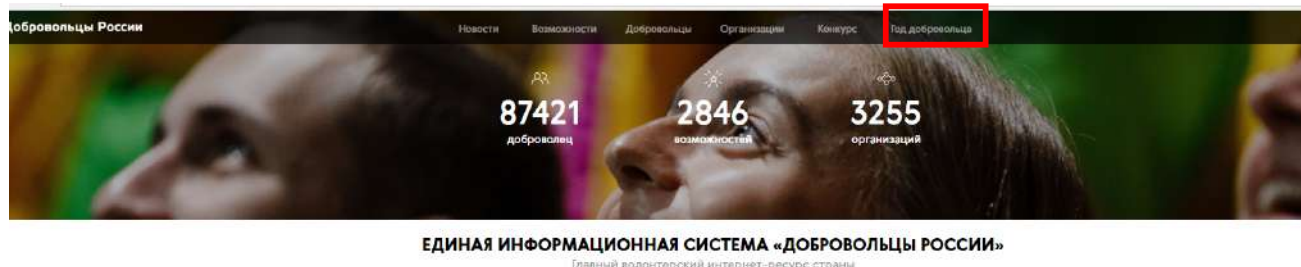 Добровольцы России
Новости Возможности Добровольцы Организации Конкурс Год добровольца
87421 2846 3255
доброволец возможностей организаций
ЕДИНАЯ ИНФОРМАЦИОННАЯ СИСТЕМА «ДОБРОВОЛЬЦЫ РОССИИ»
Главный волонтерский интернет-ресурс страны